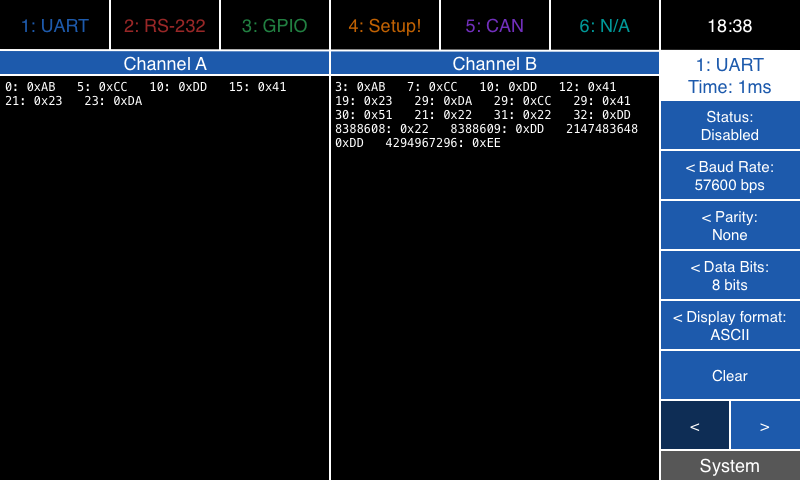 1: UART 2: RS-232 3: GPIO 4: Setup! 5: CAN 6: N/A 18:38
Channel A
0: 0xAB 5: 0xCC 10: 0xDD 15: 0x41
21: 0x23 23: 0xDA
Channel B
3: 0xAB 7: 0xCC 10: 0xDD 12: 0x41
19: 0x23 29: 0xDA 29: 0xCC 29: 0x41
30: 0x51 21: 0x22 31: 0x22 32: 0xDD
8388608: 0x22 8388609: 0xDD 2147483648
0xDD 4294967296: 0xEE
1: UART
Time: 1ms
Status:
Disabled
< Baud Rate:
57600 bps
< Parity:
None
< Data Bits:
8 bits
< Display format:
ASCII
Clear
< >
System